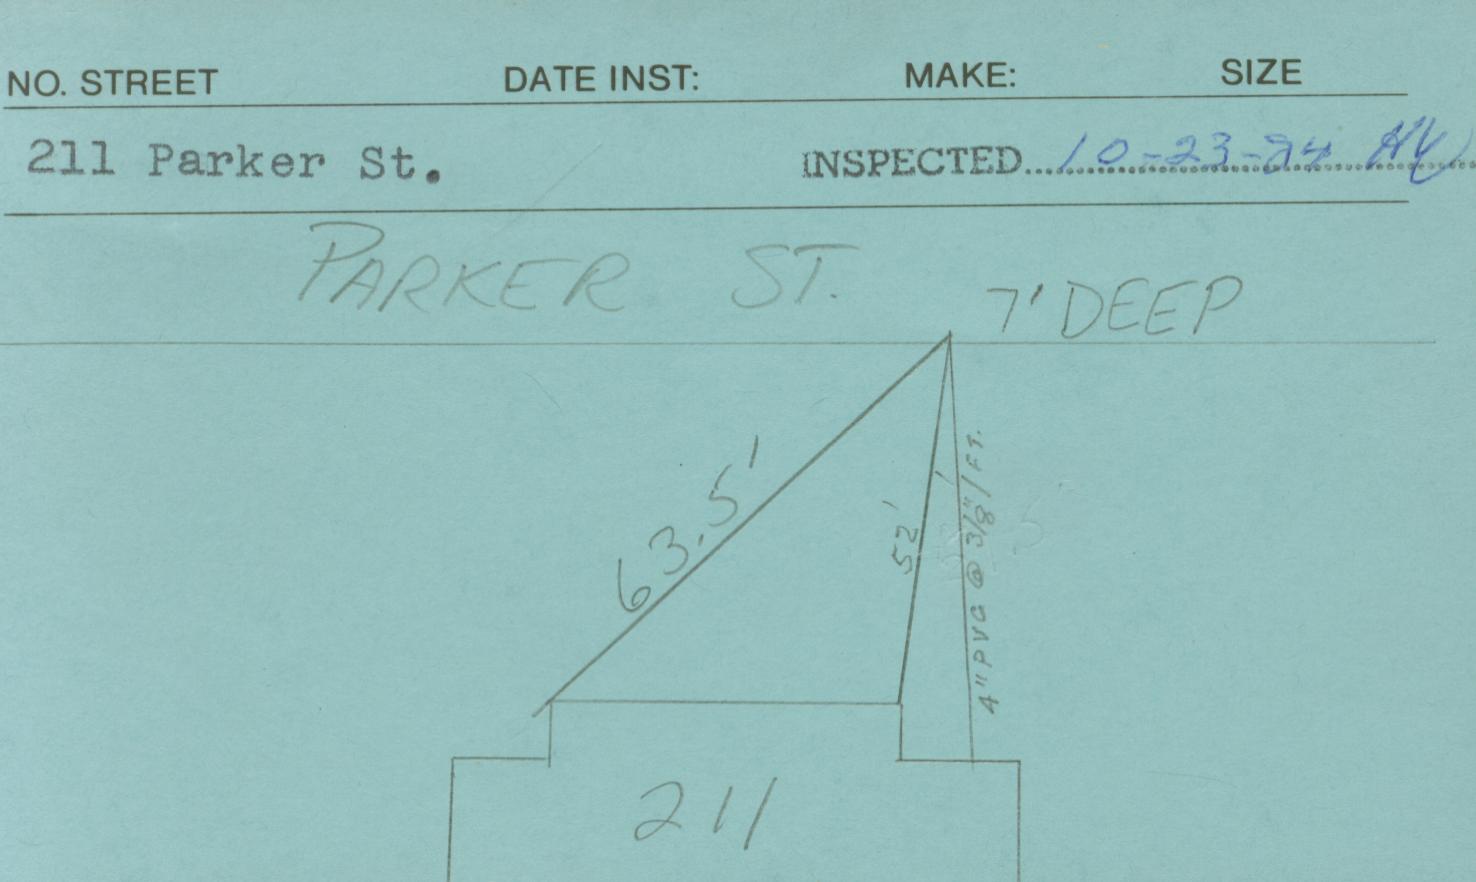 NO. STREET DATE INST: MAKE: SIZE
211 Parker St. INSPECTED 10-23-
PARKER ST.
7' DEEP
63.5'
52'
4" PVC @ 3/8"/FT.
211